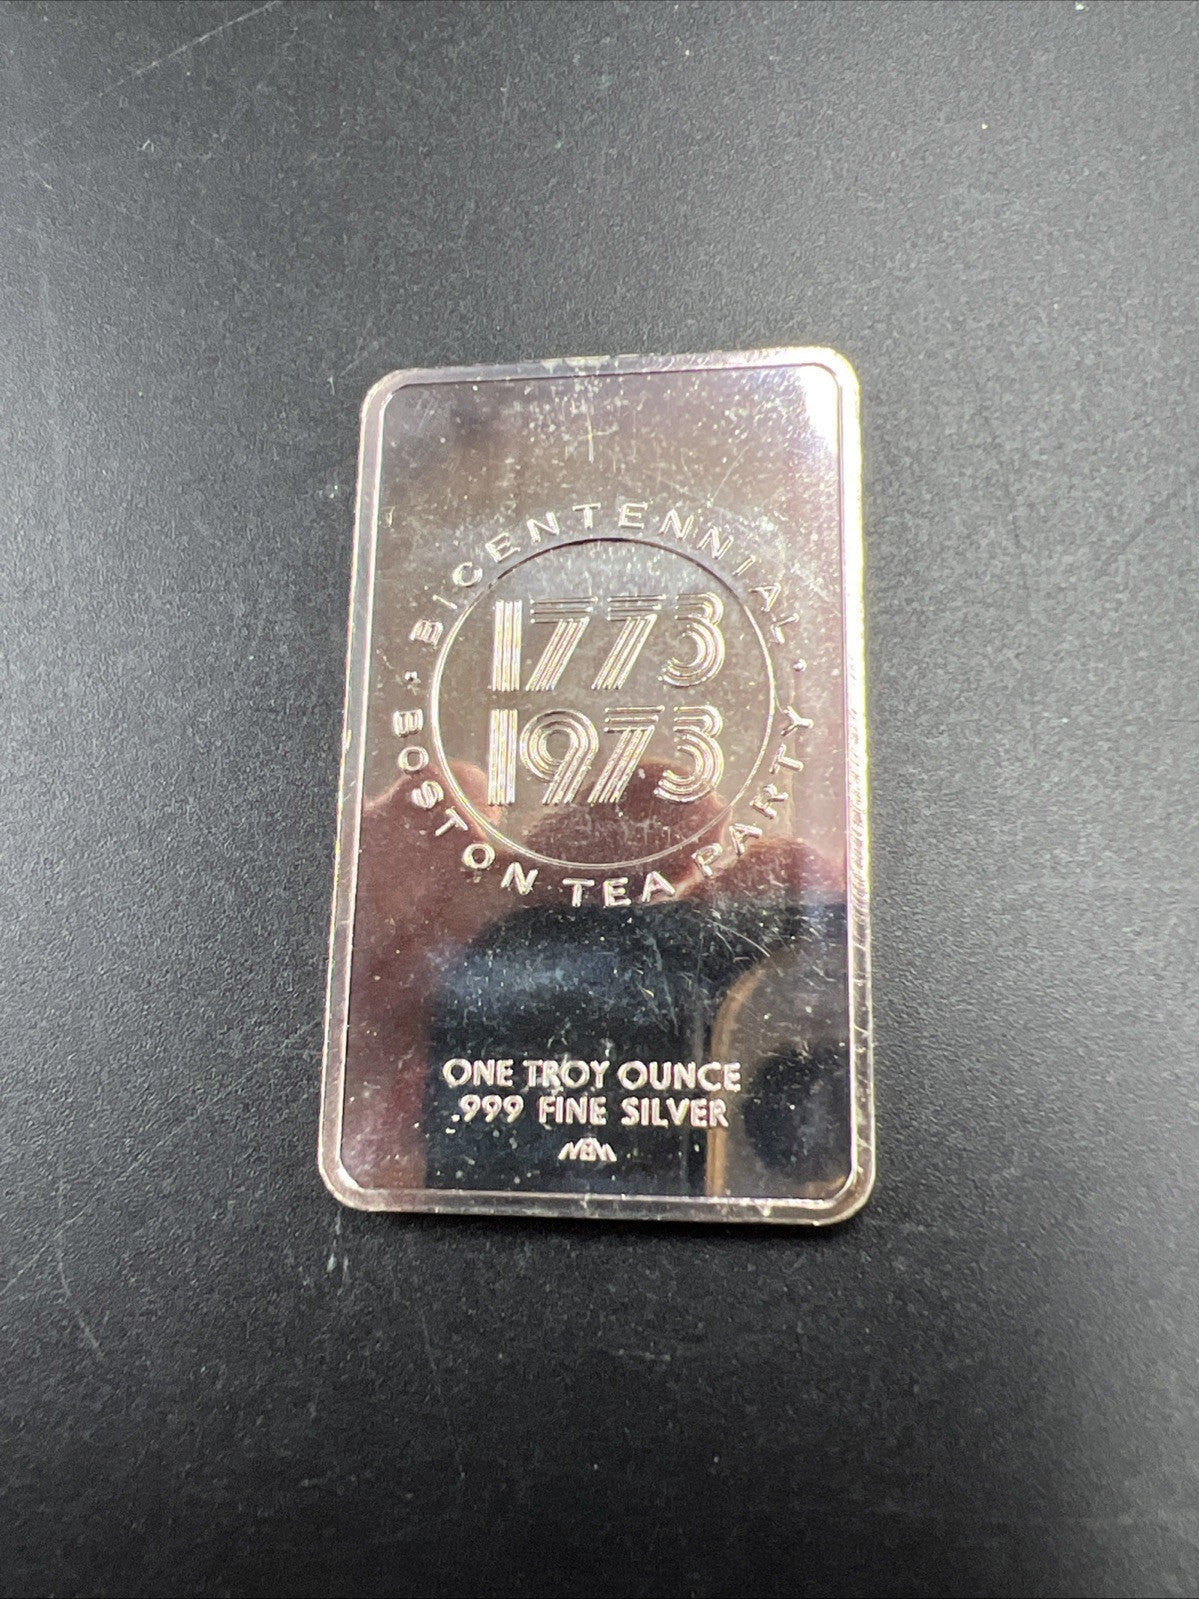 BICENTENNIAL
1773
1973
BOSTON TEA PARTY
ONE TROY OUNCE
.999 FINE SILVER